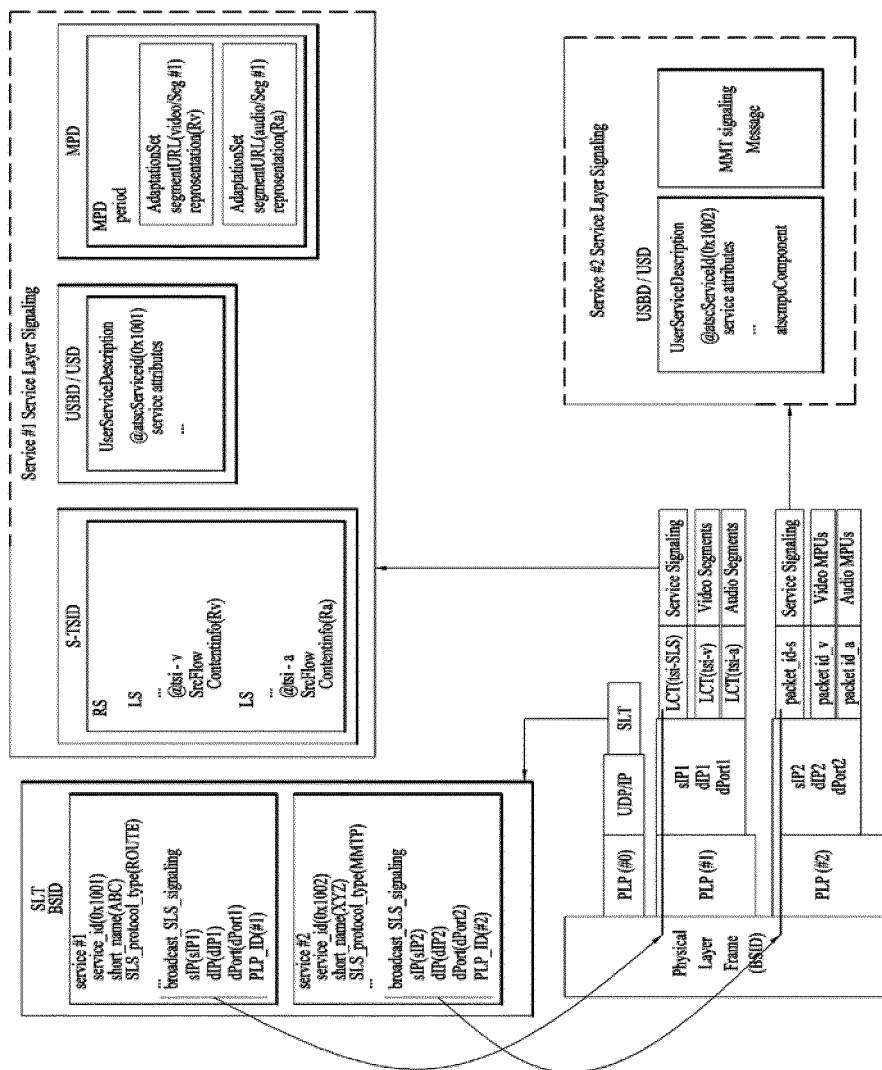 SLT
BSID
service #1
service_id(0x1001)
short_name(ABC)
SLS_protocol_type(ROUTE)
...
broadcast_SLS_signaling
sIP(sIP1)
dIP(dIP1)
dPort(dPort1)
PLP_ID(#1)
service #2
service_id(0x1002)
short_name(XYZ)
SLS_protocol_type(MMTP)
...
broadcast_SLS_signaling
sIP(sIP2)
dIP(dIP2)
dPort(dPort2)
PLP_ID(#2)
Service #1 Service Layer Signaling
S-TSID
RS
LS
...
@tsi - v
SrcFlow
Contentinfo(Rv)
LS
...
@tsi - a
SrcFlow
Contentinfo(Ra)
USBD / USD
UserServiceDescription
@atscServiceid(0x1001)
service attributes
...
MPD
MPD
period
AdaptationSet
segmentURL(video/Seg #1)
representation(Rv)
AdaptationSet
segmentURL(audio/Seg #1)
representation(Ra)
Physical
Layer
Frame
(BSID)
PLP (#0)
UDP/IP
SLT
PLP (#1)
sIP1
dIP1
dPort1
LCT(tsi-SLS)
Service Signaling
LCT(tsi-v)
Video Segments
LCT(tsi-a)
Audio Segments
PLP (#2)
sIP2
dIP2
dPort2
packet_id-s
Service Signaling
packet id_v
Video MPUs
packet id_a
Audio MPUs
Service #2 Service Layer Signaling
USBD / USD
UserServiceDescription
@atscServiceId(0x1002)
service attributes
...
atscmpuComponent
MMT signaling
Message